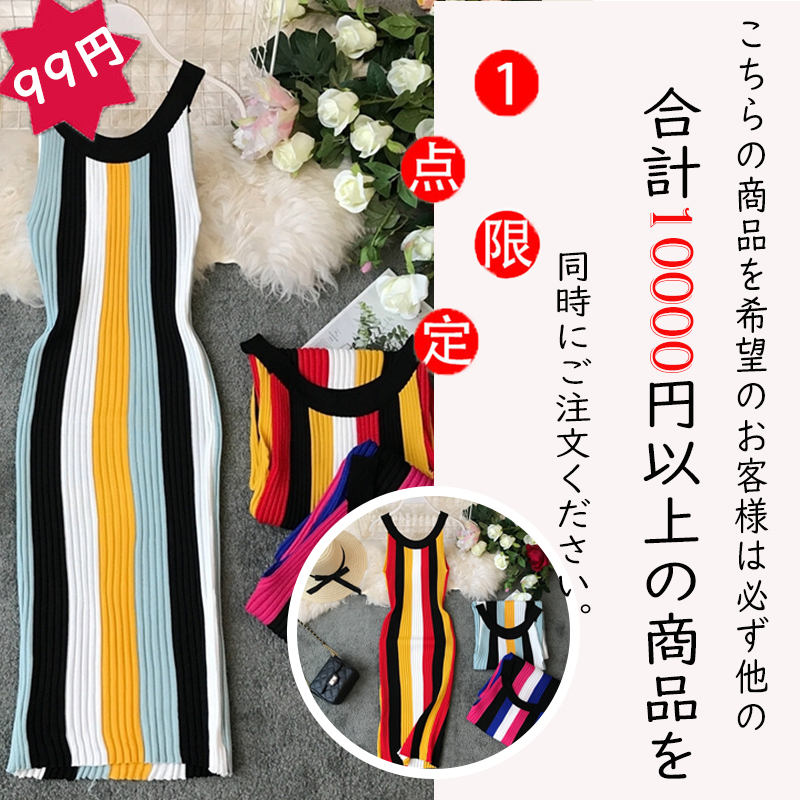 99円
1点限定
こちらの商品を希望のお客様は必ず他の
合計10000円以上の商品を
同時にご注文ください。